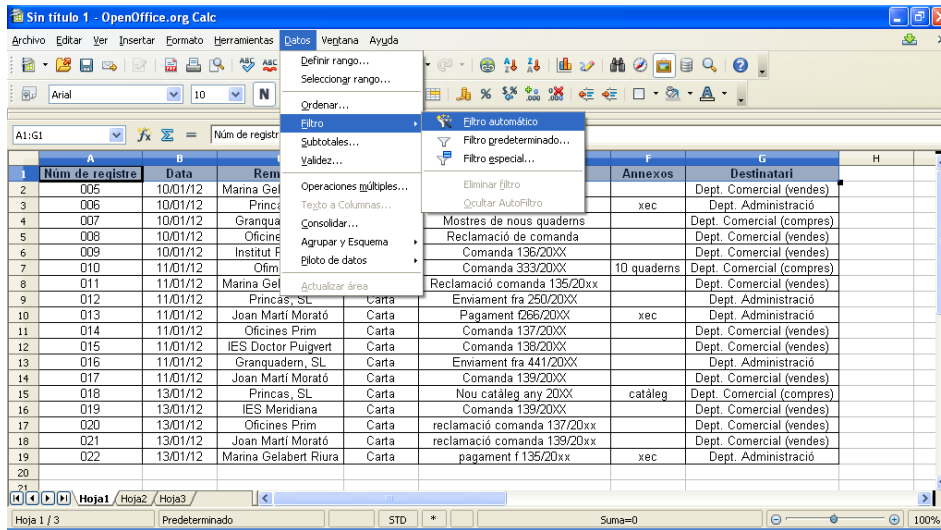 Sin título 1 - OpenOffice.org Calc
Archivo Editar Ver Insertar Formato Herramientas Datos Ventana Ayuda
Arial 10 N
A1:G1 Núm de registr
Definir rango...
Seleccionar rango...
Ordenar...
Filtro
Subtotales...
Validez...
Operaciones múltiples...
Texto a Columnas...
Consolidar...
Agrupar y Esquema
Piloto de datos
Actualizar área
Filtro automático
Filtro predeterminado...
Filtro especial...
Eliminar filtro
Ocultar AutoFiltro
A B F G H
1 Núm de registre Data Rem Annexos Destinatari
2 005 10/01/12 Marina Gel Dept. Comercial (vendes)
3 006 10/01/12 Princa xec Dept. Administració
4 007 10/01/12 Granqua Mostres de nous quaderns Dept. Comercial (compres)
5 008 10/01/12 Oficine Reclamació de comanda Dept. Comercial (vendes)
6 009 10/01/12 Institut P Comanda 136/20XX Dept. Comercial (vendes)
7 010 11/01/12 Ofim Comanda 333/20XX 10 quaderns Dept. Comercial (compres)
8 011 11/01/12 Marina Gel Reclamació comanda 135/20xx Dept. Comercial (vendes)
9 012 11/01/12 Princas, SL Carta Enviament fra 250/20XX Dept. Administració
10 013 11/01/12 Joan Martí Morató Carta Pagament f266/20XX xec Dept. Administració
11 014 11/01/12 Oficines Prim Carta Comanda 137/20XX Dept. Comercial (vendes)
12 015 11/01/12 IES Doctor Puigvert Carta Comanda 138/20XX Dept. Comercial (vendes)
13 016 11/01/12 Granquadern, SL Carta Enviament fra 441/20XX Dept. Administració
14 017 11/01/12 Joan Martí Morató Carta Comanda 139/20XX Dept. Comercial (vendes)
15 018 13/01/12 Princas, SL Carta Nou catàleg any 20XX catàleg Dept. Comercial (compres)
16 019 13/01/12 IES Meridiana Carta Comanda 139/20XX Dept. Comercial (vendes)
17 020 13/01/12 Oficines Prim Carta reclamació comanda 137/20xx Dept. Comercial (vendes)
18 021 13/01/12 Joan Martí Morató Carta reclamació comanda 139/20xx Dept. Comercial (vendes)
19 022 13/01/12 Marina Gelabert Riura Carta pagament f 135/20xx xec Dept. Administració
20
21
Hoja1 Hoja2 Hoja3
Hoja 1 / 3 Predeterminado STD * Suma=0 100%